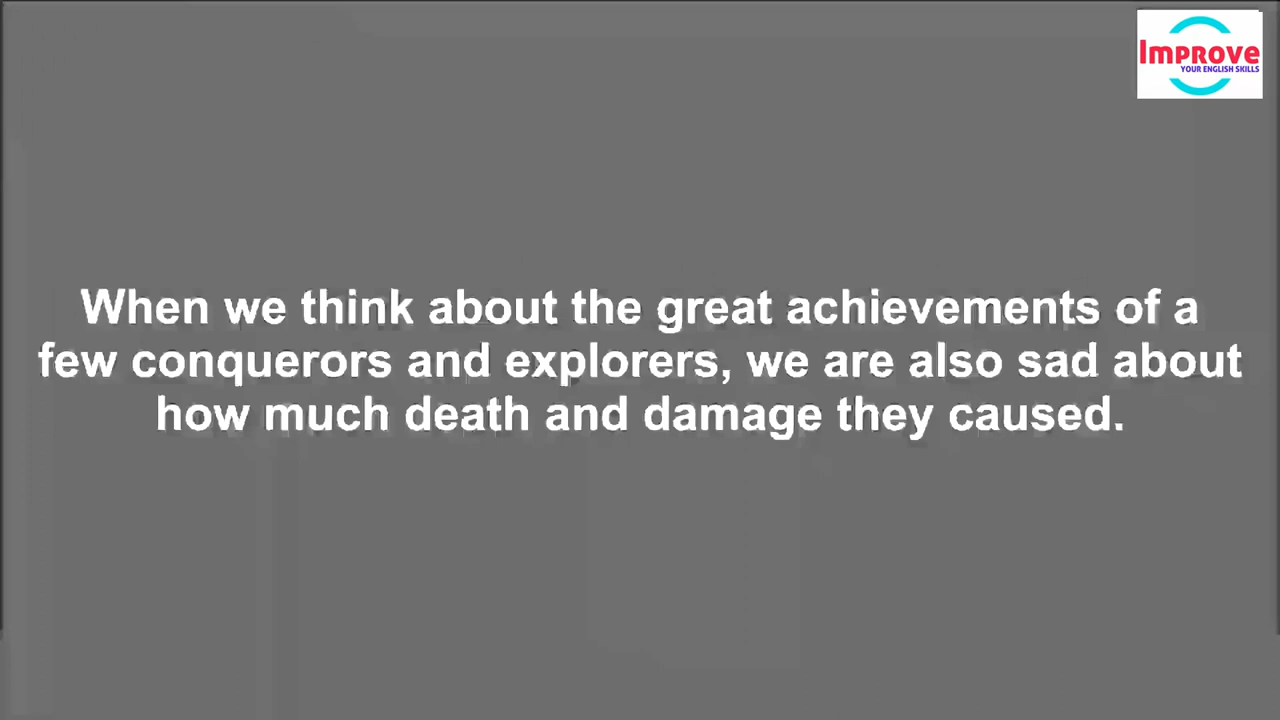 Improve
YOUR ENGLISH SKILLS
When we think about the great achievements of a
few conquerors and explorers, we are also sad about
how much death and damage they caused.